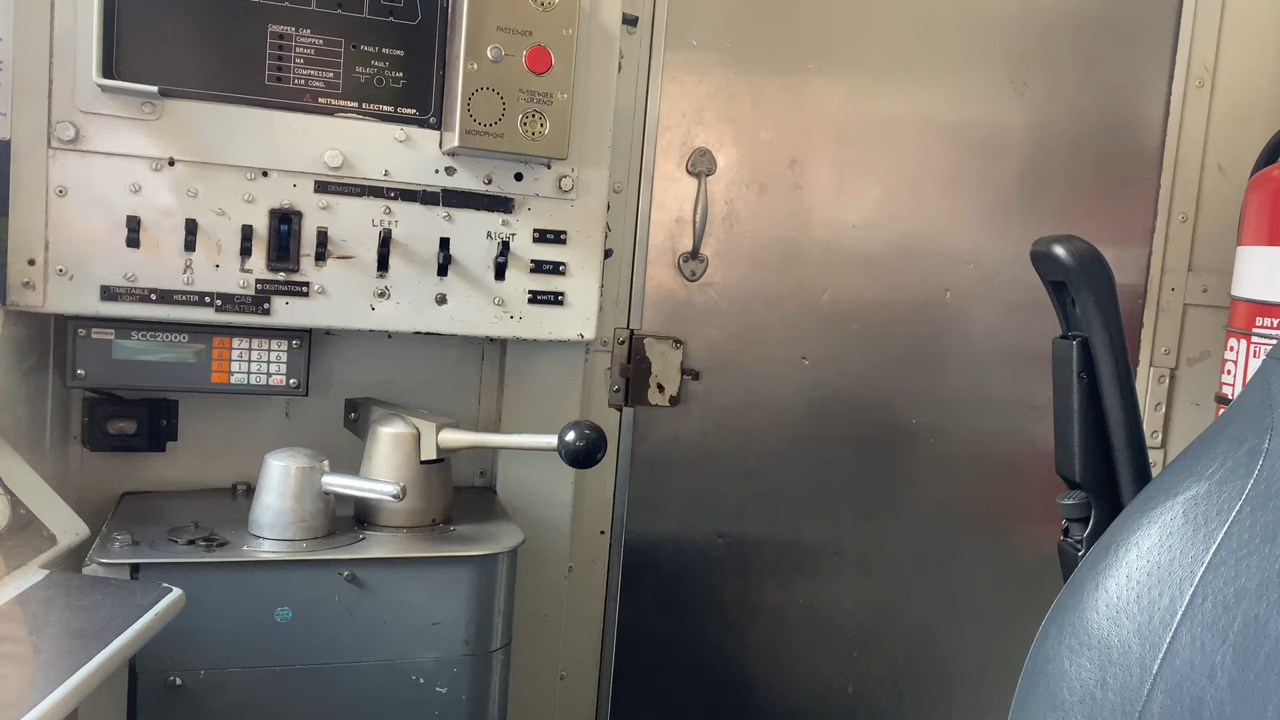 CHOPPER CAR
CHOPPER
BRAKE
MA
COMPRESSOR
AIR COND.
FAULT RECORD
FAULT
SELECT - CLEAR
MITSUBISHI ELECTRIC CORP.
PASSENGER
PASSENGER
EMERGENCY
MICROPHONE
DEMISTER
LEFT
RIGHT
RED
OFF
WHITE
R
L
TIMETABLE
LIGHT
HEATER
CAB
HEATER 2
DESTINATION
SCC2000
A 7 8 9
B 4 5 6
P 1 2 3
GO 0 CLR
DRY